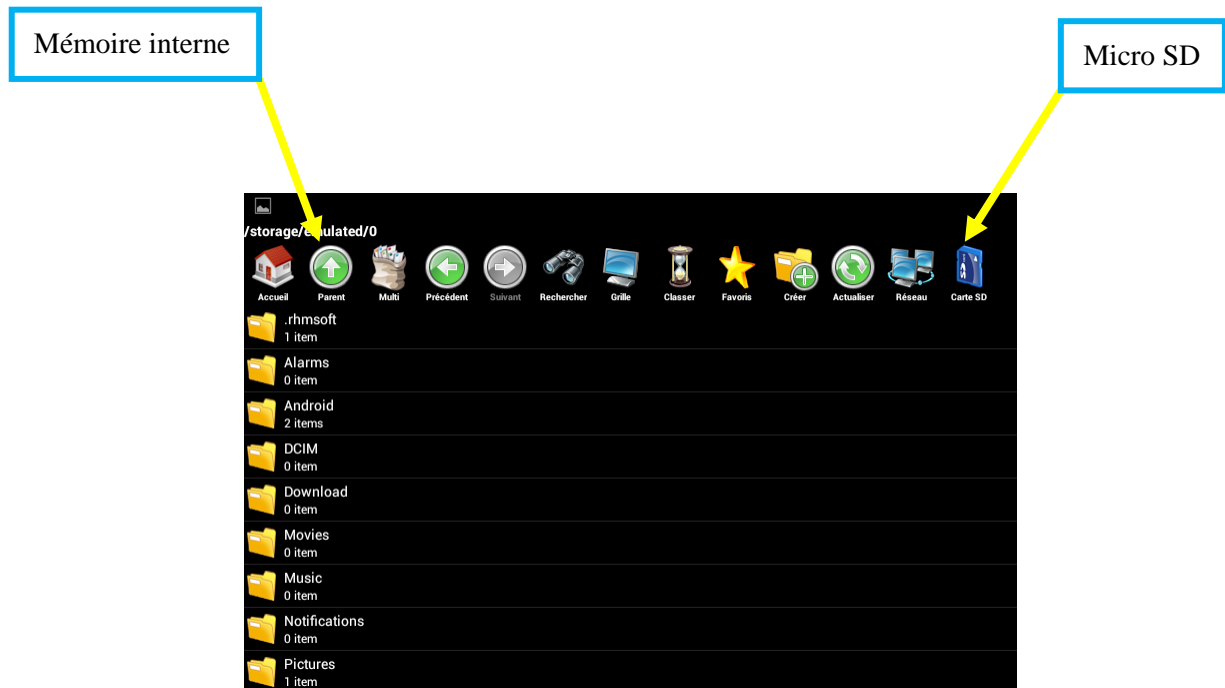 Mémoire interne
Micro SD
/storage/emulated/0
Accueil Parent Multi Précédent Suivant Rechercher Grille Classer Favoris Créer Actualiser Réseau Carte SD
.rhmsoft
1 item
Alarms
0 item
Android
2 items
DCIM
0 item
Download
0 item
Movies
0 item
Music
0 item
Notifications
0 item
Pictures
1 item